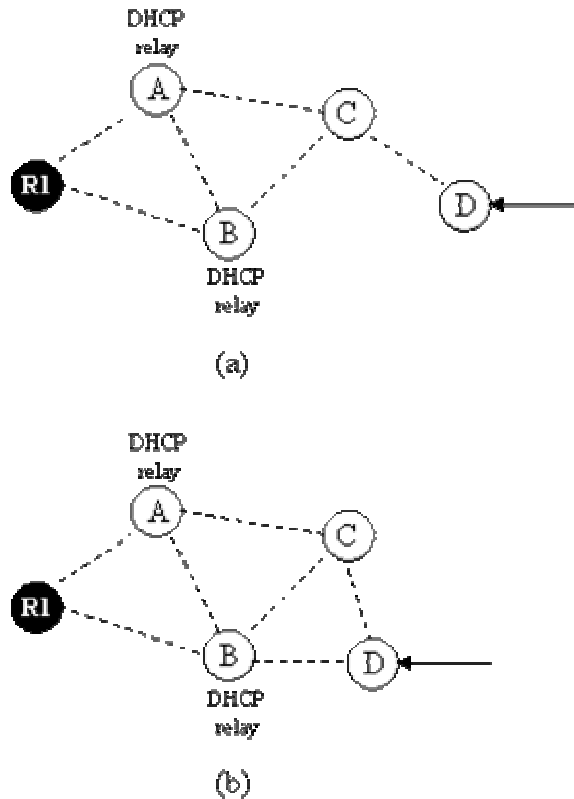 DHCP
relay
A
C
R1
D
B
DHCP
relay
(a)
DHCP
relay
A
C
R1
B
D
DHCP
relay
(b)